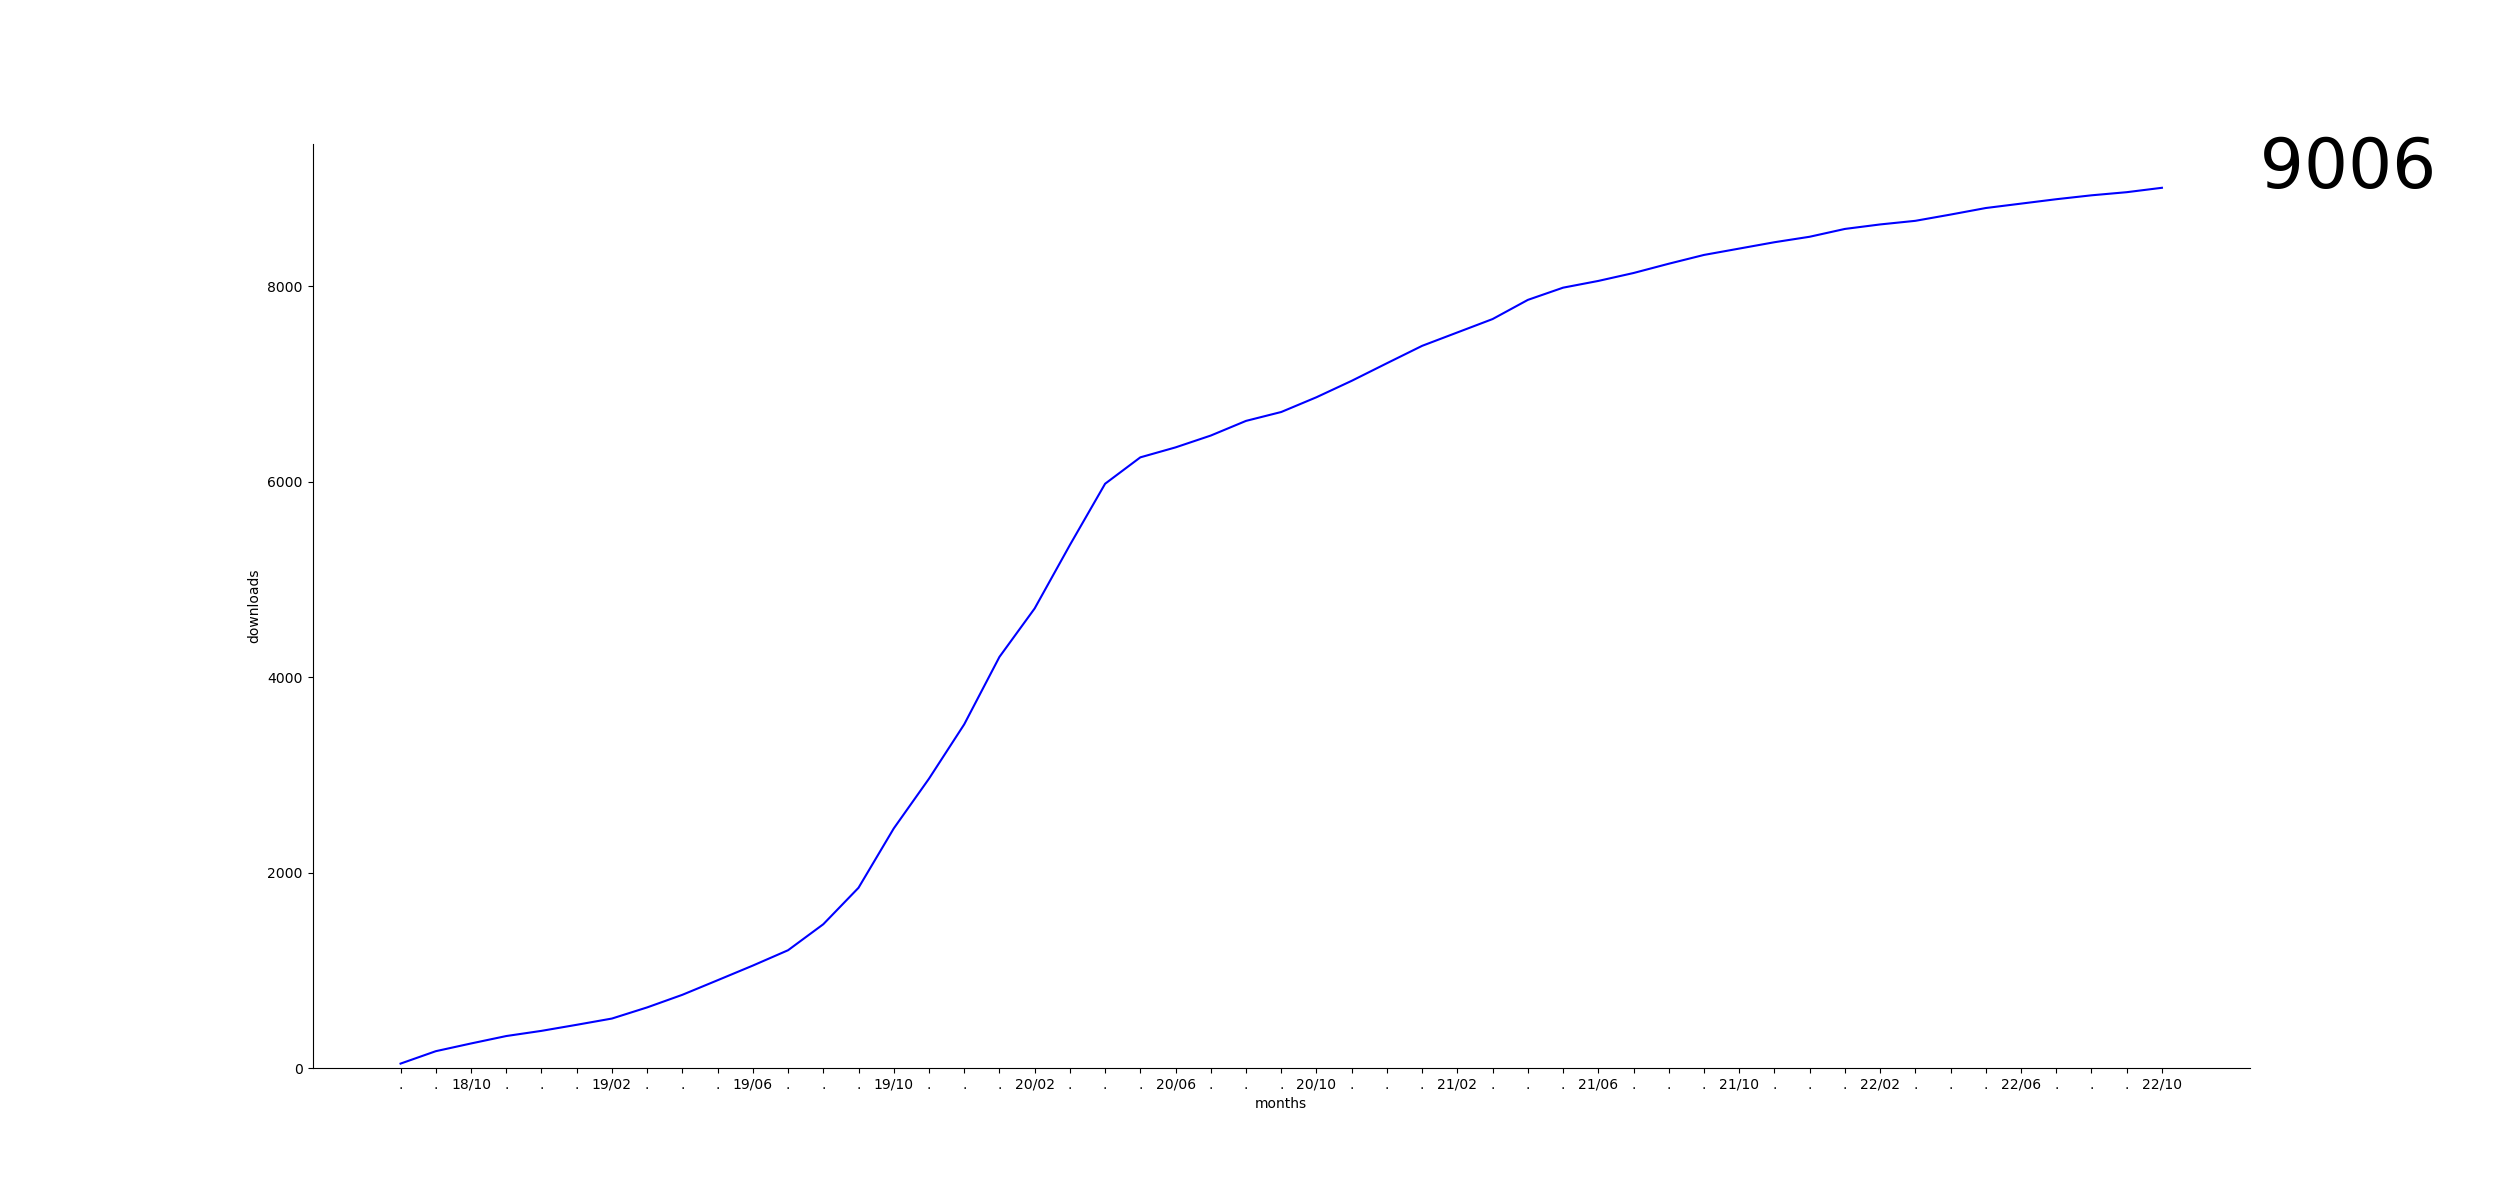 9006
8000
6000
4000
2000
0
downloads
. . 18/10 . . . 19/02 . . . 19/06 . . . 19/10 . . . 20/02 . . . 20/06 . . . 20/10 . . . 21/02 . . . 21/06 . . . 21/10 . . . 22/02 . . . 22/06 . . . 22/10
months